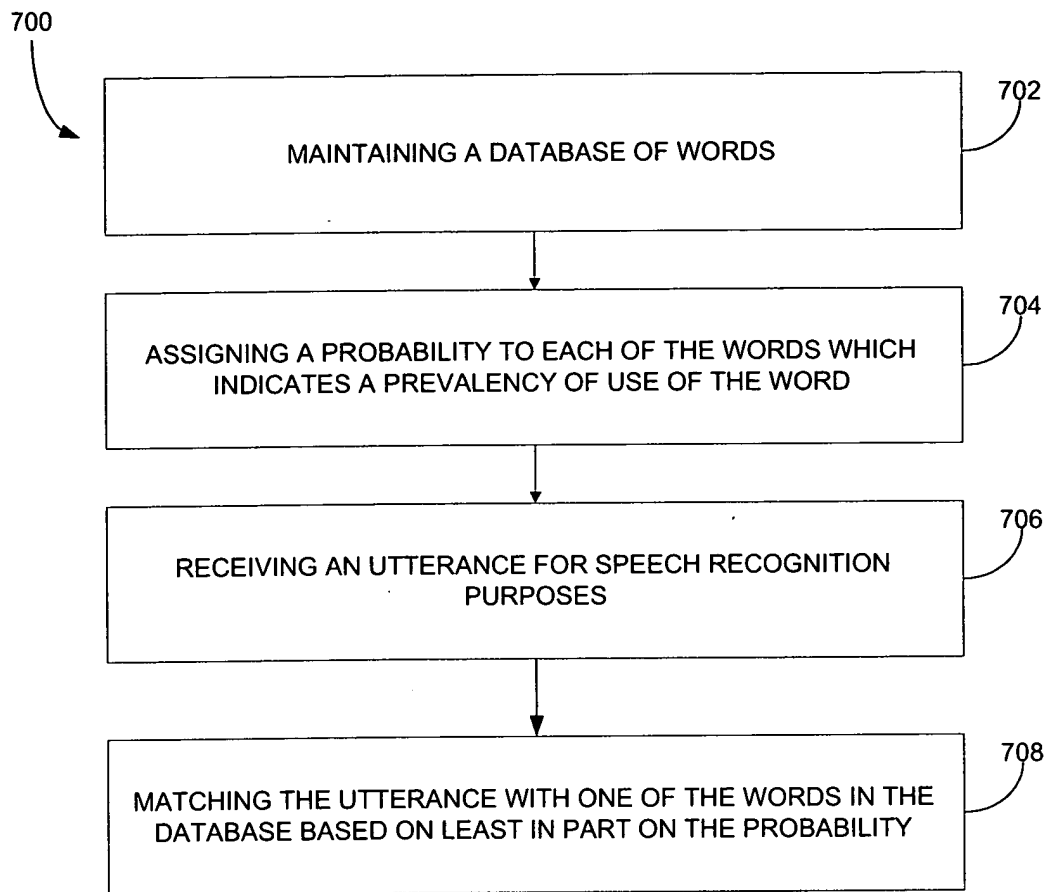 700
702
MAINTAINING A DATABASE OF WORDS
704
ASSIGNING A PROBABILITY TO EACH OF THE WORDS WHICH
INDICATES A PREVALENCY OF USE OF THE WORD
706
RECEIVING AN UTTERANCE FOR SPEECH RECOGNITION
PURPOSES
708
MATCHING THE UTTERANCE WITH ONE OF THE WORDS IN THE
DATABASE BASED ON LEAST IN PART ON THE PROBABILITY